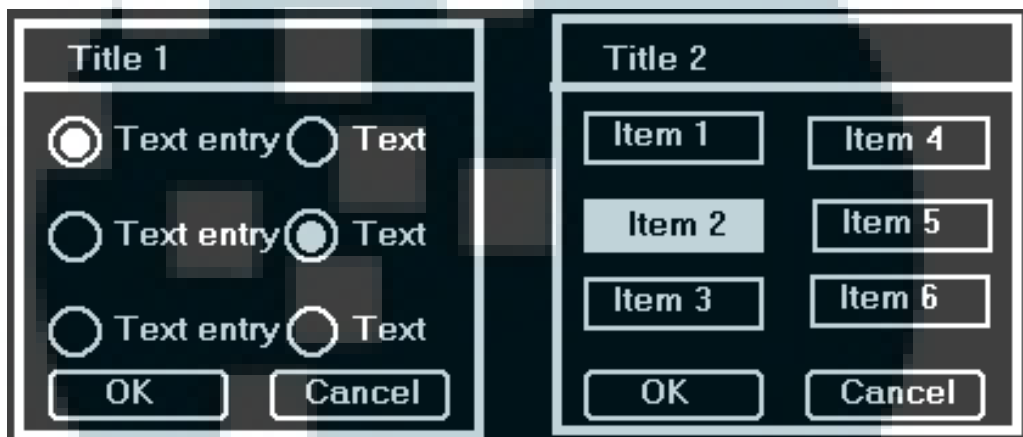 Title 1
Text entry Text
Text entry Text
Text entry Text
OK Cancel
Title 2
Item 1 Item 4
Item 2 Item 5
Item 3 Item 6
OK Cancel